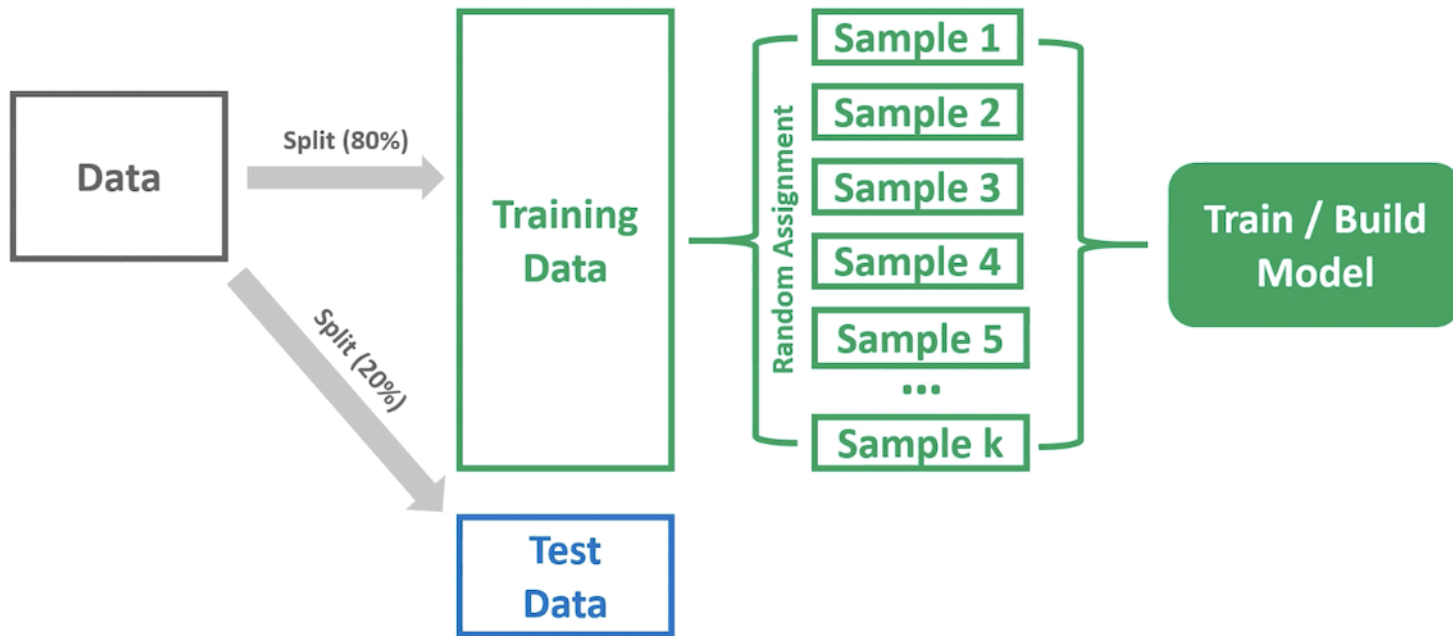 Data
Split (80%)
Split (20%)
Training
Data
Test
Data
Random Assignment
Sample 1
Sample 2
Sample 3
Sample 4
Sample 5
...
Sample k
Train / Build
Model